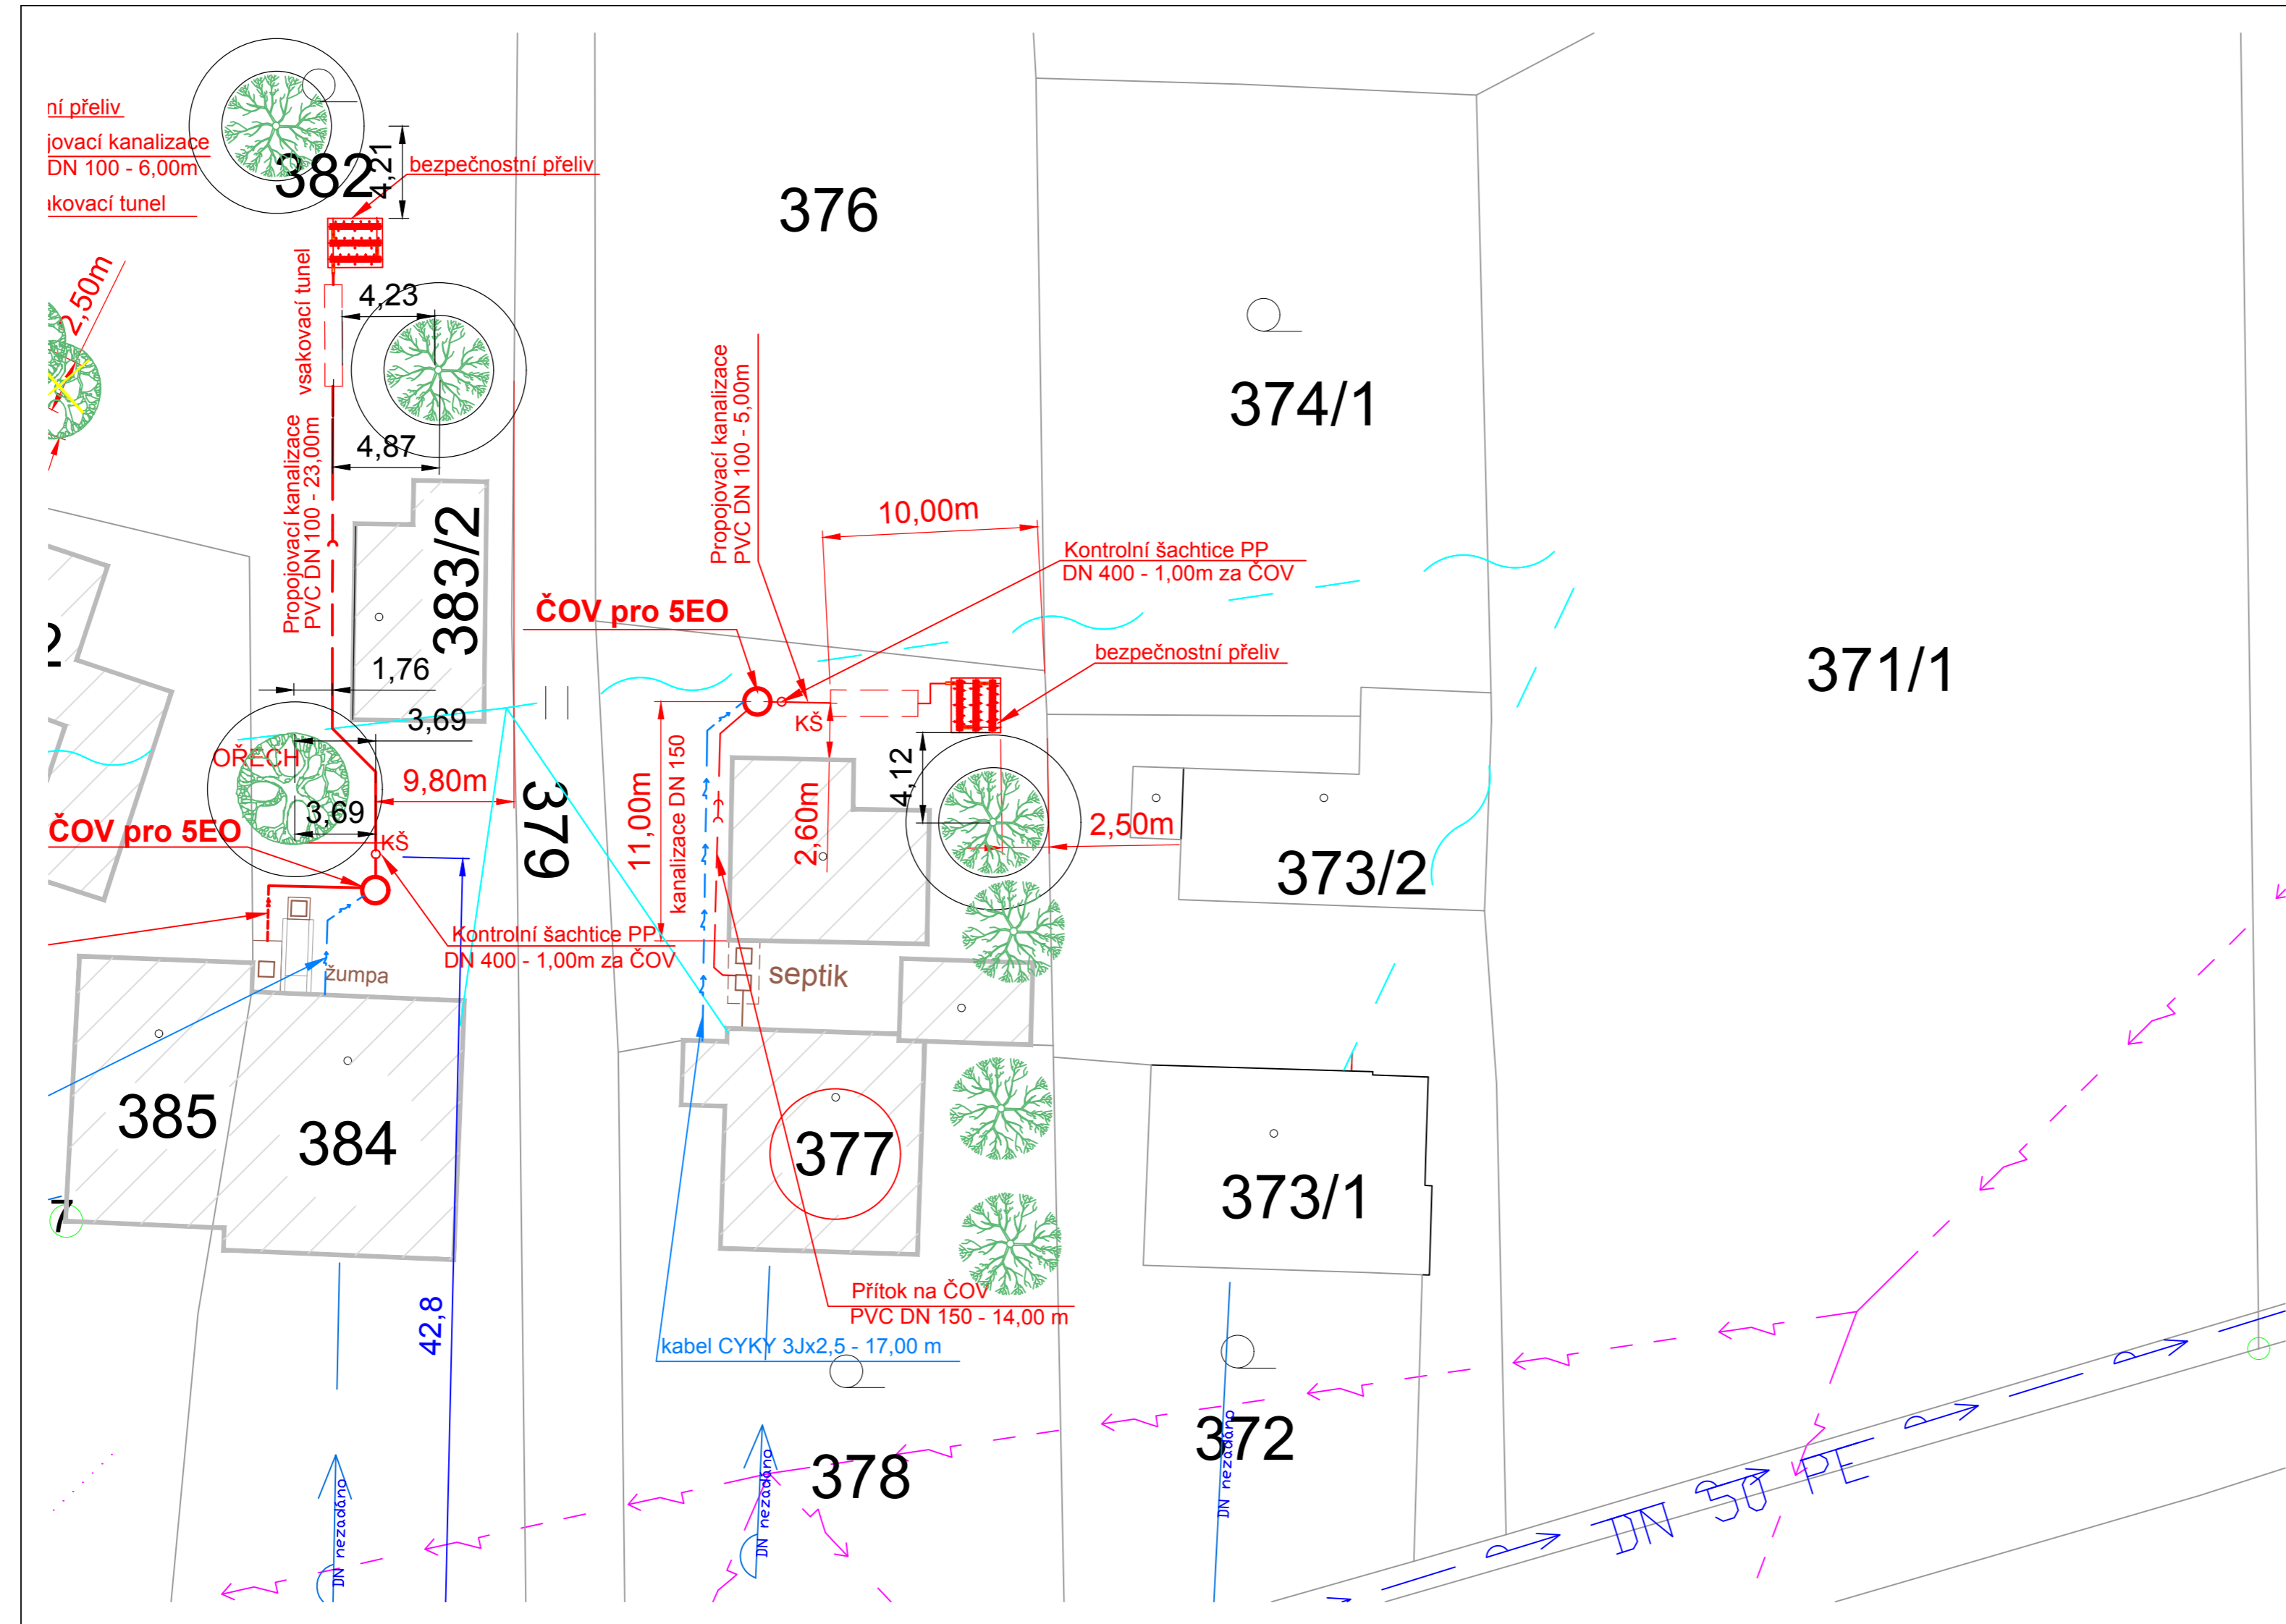 ní přeliv
jovací kanalizace
DN 100 - 6,00m
akovací tunel
2,50m
382
4,21
bezpečnostní přeliv
vsakovací tunel
4,23
4,87
Propojovací kanalizace
PVC DN 100 - 23,00m
383/2
1,76
3,69
OŘECH
9,80m
3,69
ČOV pro 5EO
KŠ
Kontrolní šachtice PP
DN 400 - 1,00m za ČOV
žumpa
2
385
384
7
42,8
DN nezadáno
379
376
Propojovací kanalizace
PVC DN 100 - 5,00m
10,00m
Kontrolní šachtice PP
DN 400 - 1,00m za ČOV
ČOV pro 5EO
bezpečnostní přeliv
KŠ
11,00m
kanalizace DN 150
2,60m
4,12
2,50m
septik
377
Přítok na ČOV
PVC DN 150 - 14,00 m
kabel CYKY 3Jx2,5 - 17,00 m
DN nezadáno
378
374/1
371/1
373/2
373/1
372
DN nezadáno
DN 50 PE